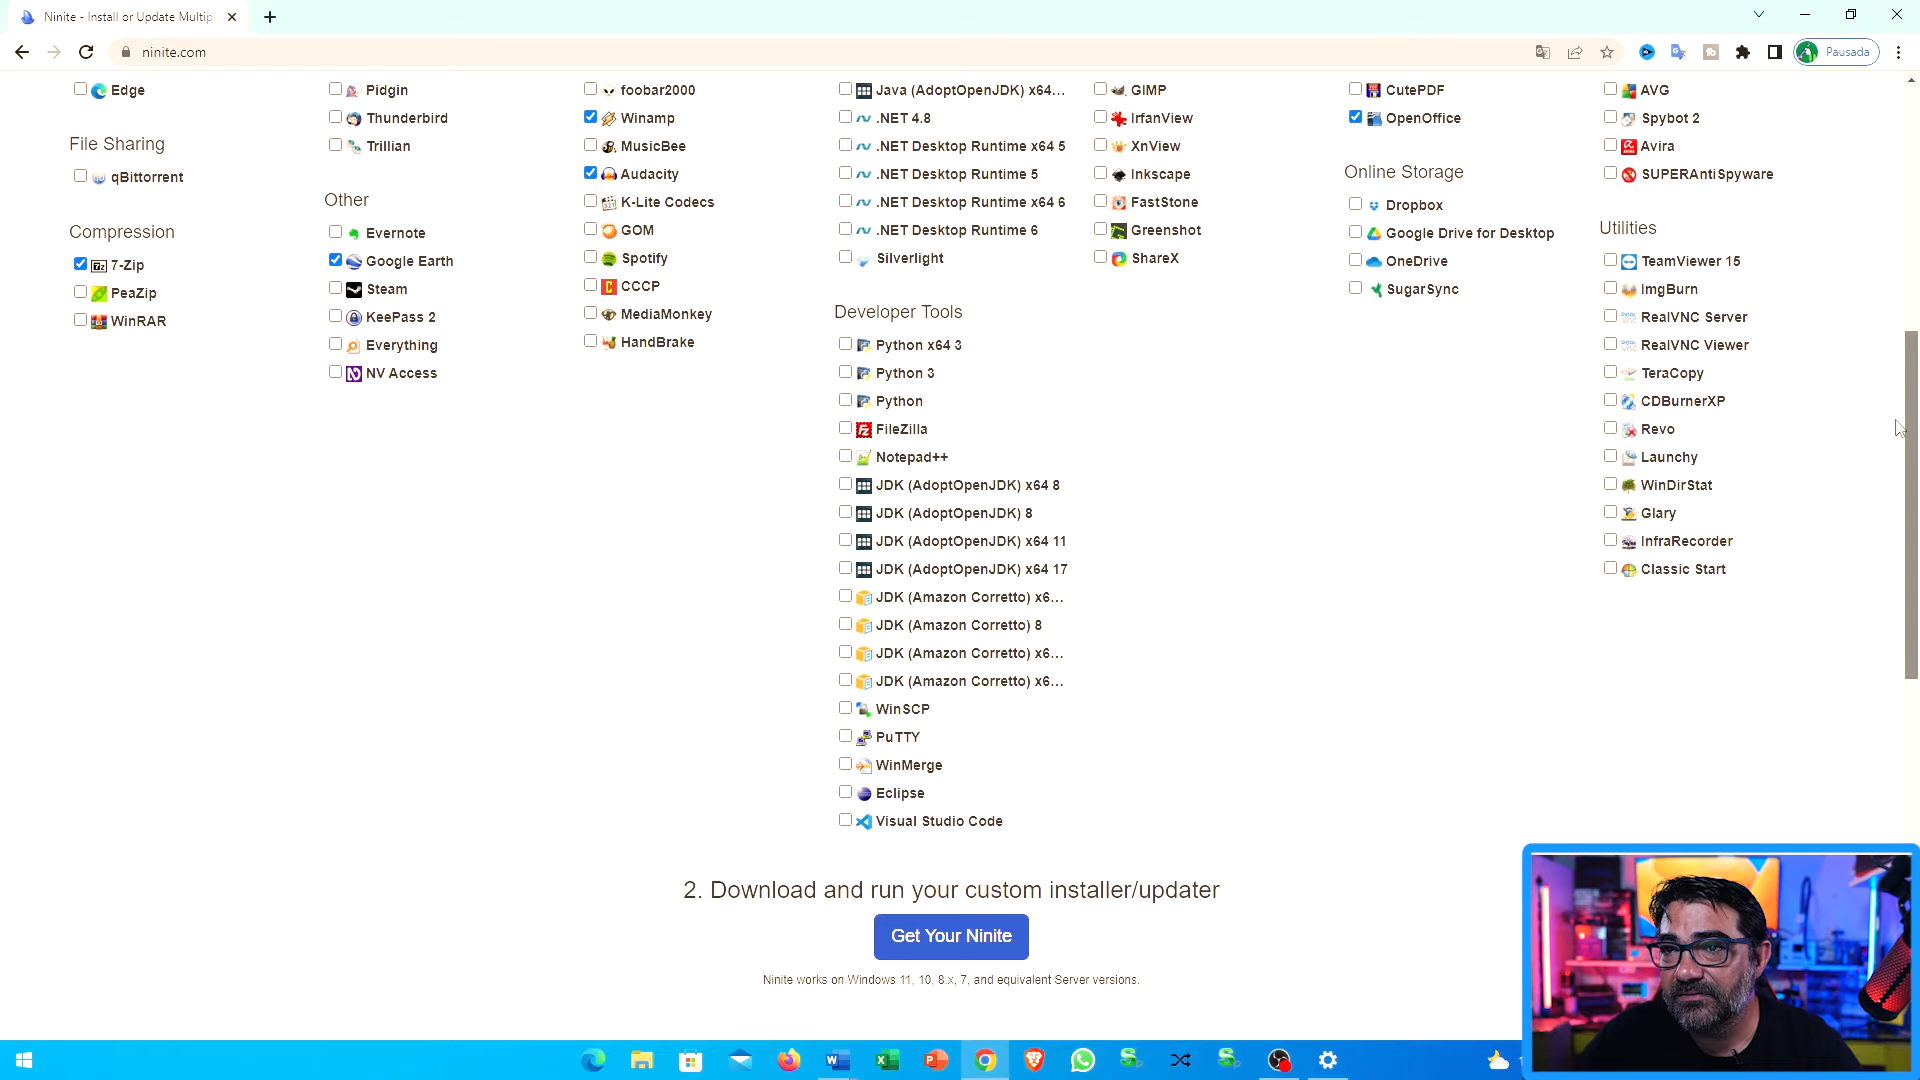 Ninite - Install or Update Multip
ninite.com
Pausada
Edge
File Sharing
qBittorrent
Compression
7-Zip
PeaZip
WinRAR
Pidgin
Thunderbird
Trillian
Other
Evernote
Google Earth
Steam
KeePass 2
Everything
NV Access
foobar2000
Winamp
MusicBee
Audacity
K-Lite Codecs
GOM
Spotify
CCCP
MediaMonkey
HandBrake
Java (AdoptOpenJDK) x64...
.NET 4.8
.NET Desktop Runtime x64 5
.NET Desktop Runtime 5
.NET Desktop Runtime x64 6
.NET Desktop Runtime 6
Silverlight
Developer Tools
Python x64 3
Python 3
Python
FileZilla
Notepad++
JDK (AdoptOpenJDK) x64 8
JDK (AdoptOpenJDK) 8
JDK (AdoptOpenJDK) x64 11
JDK (AdoptOpenJDK) x64 17
JDK (Amazon Corretto) x6...
JDK (Amazon Corretto) 8
JDK (Amazon Corretto) x6...
JDK (Amazon Corretto) x6...
WinSCP
PuTTY
WinMerge
Eclipse
Visual Studio Code
GIMP
IrfanView
XnView
Inkscape
FastStone
Greenshot
ShareX
CutePDF
OpenOffice
Online Storage
Dropbox
Google Drive for Desktop
OneDrive
SugarSync
AVG
Spybot 2
Avira
SUPERAntiSpyware
Utilities
TeamViewer 15
ImgBurn
RealVNC Server
RealVNC Viewer
TeraCopy
CDBurnerXP
Revo
Launchy
WinDirStat
Glary
InfraRecorder
Classic Start
2. Download and run your custom installer/updater
Get Your Ninite
Ninite works on Windows 11, 10, 8.x, 7, and equivalent Server versions.